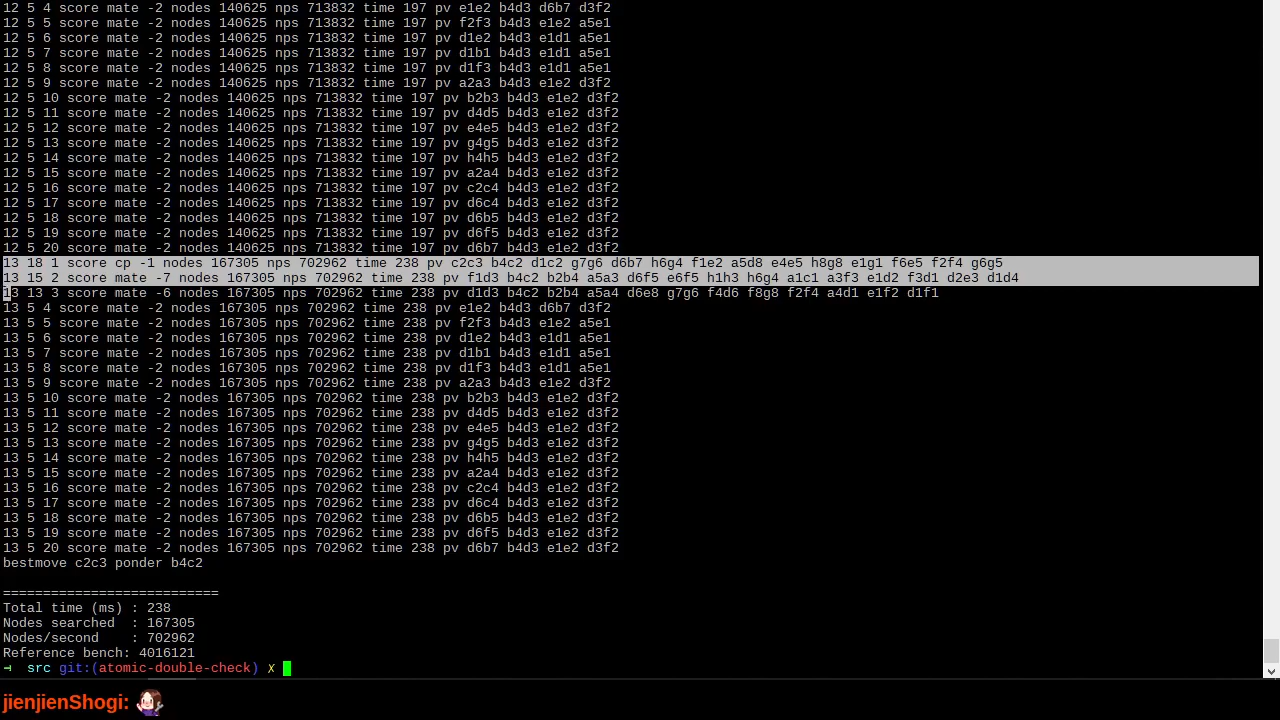 12 5 4 score mate -2 nodes 140625 nps 713832 time 197 pv e1e2 b4d3 d6b7 d3f2
12 5 5 score mate -2 nodes 140625 nps 713832 time 197 pv f2f3 b4d3 e1d1 a5e1
12 5 6 score mate -2 nodes 140625 nps 713832 time 197 pv d1e2 b4d3 e1d1 a5e1
12 5 7 score mate -2 nodes 140625 nps 713832 time 197 pv d1b1 b4d3 e1d1 a5e1
12 5 8 score mate -2 nodes 140625 nps 713832 time 197 pv d1f3 b4d3 e1d1 a5e1
12 5 9 score mate -2 nodes 140625 nps 713832 time 197 pv a2a3 b4d3 e1e2 d3f2
12 5 10 score mate -2 nodes 140625 nps 713832 time 197 pv b2b3 b4d3 e1e2 d3f2
12 5 11 score mate -2 nodes 140625 nps 713832 time 197 pv d4d5 b4d3 e1e2 d3f2
12 5 12 score mate -2 nodes 140625 nps 713832 time 197 pv e4e5 b4d3 e1e2 d3f2
12 5 13 score mate -2 nodes 140625 nps 713832 time 197 pv g4g5 b4d3 e1e2 d3f2
12 5 14 score mate -2 nodes 140625 nps 713832 time 197 pv h4h5 b4d3 e1e2 d3f2
12 5 15 score mate -2 nodes 140625 nps 713832 time 197 pv a2a4 b4d3 e1e2 d3f2
12 5 16 score mate -2 nodes 140625 nps 713832 time 197 pv c2c4 b4d3 e1e2 d3f2
12 5 17 score mate -2 nodes 140625 nps 713832 time 197 pv d6c4 b4d3 e1e2 d3f2
12 5 18 score mate -2 nodes 140625 nps 713832 time 197 pv d6b5 b4d3 e1e2 d3f2
12 5 19 score mate -2 nodes 140625 nps 713832 time 197 pv d6f5 b4d3 e1e2 d3f2
12 5 20 score mate -2 nodes 140625 nps 713832 time 197 pv d6b7 b4d3 e1e2 d3f2
13 18 1 score cp -1 nodes 167305 nps 702962 time 238 pv c2c3 b4c2 d1c2 g7g6 d6b7 h6g4 f1e2 a5d8 e4e5 h8g8 e1g1 f6e5 f2f4 g6g5
13 15 2 score mate -7 nodes 167305 nps 702962 time 238 pv f1d3 b4c2 b2b4 a5a3 d6f5 e6f5 h1h3 h6g4 a1c1 a3f3 e1d2 f3d1 d2e3 d1d4
13 13 3 score mate -6 nodes 167305 nps 702962 time 238 pv d1d3 b4c2 b2b4 a5a4 d6e8 g7g6 f4d6 f8g8 f2f4 a4d1 e1f2 d1f1
13 5 4 score mate -2 nodes 167305 nps 702962 time 238 pv e1e2 b4d3 d6b7 d3f2
13 5 5 score mate -2 nodes 167305 nps 702962 time 238 pv f2f3 b4d3 e1d1 a5e1
13 5 6 score mate -2 nodes 167305 nps 702962 time 238 pv d1e2 b4d3 e1d1 a5e1
13 5 7 score mate -2 nodes 167305 nps 702962 time 238 pv d1b1 b4d3 e1d1 a5e1
13 5 8 score mate -2 nodes 167305 nps 702962 time 238 pv d1f3 b4d3 e1d1 a5e1
13 5 9 score mate -2 nodes 167305 nps 702962 time 238 pv a2a3 b4d3 e1e2 d3f2
13 5 10 score mate -2 nodes 167305 nps 702962 time 238 pv b2b3 b4d3 e1e2 d3f2
13 5 11 score mate -2 nodes 167305 nps 702962 time 238 pv d4d5 b4d3 e1e2 d3f2
13 5 12 score mate -2 nodes 167305 nps 702962 time 238 pv e4e5 b4d3 e1e2 d3f2
13 5 13 score mate -2 nodes 167305 nps 702962 time 238 pv g4g5 b4d3 e1e2 d3f2
13 5 14 score mate -2 nodes 167305 nps 702962 time 238 pv h4h5 b4d3 e1e2 d3f2
13 5 15 score mate -2 nodes 167305 nps 702962 time 238 pv a2a4 b4d3 e1e2 d3f2
13 5 16 score mate -2 nodes 167305 nps 702962 time 238 pv c2c4 b4d3 e1e2 d3f2
13 5 17 score mate -2 nodes 167305 nps 702962 time 238 pv d6c4 b4d3 e1e2 d3f2
13 5 18 score mate -2 nodes 167305 nps 702962 time 238 pv d6b5 b4d3 e1e2 d3f2
13 5 19 score mate -2 nodes 167305 nps 702962 time 238 pv d6f5 b4d3 e1e2 d3f2
13 5 20 score mate -2 nodes 167305 nps 702962 time 238 pv d6b7 b4d3 e1e2 d3f2
bestmove c2c3 ponder b4c2
===========================
Total time (ms) : 238
Nodes searched  : 167305
Nodes/second    : 702962
Reference bench: 4016121
src git:(atomic-double-check) ✗
jienjienShogi: